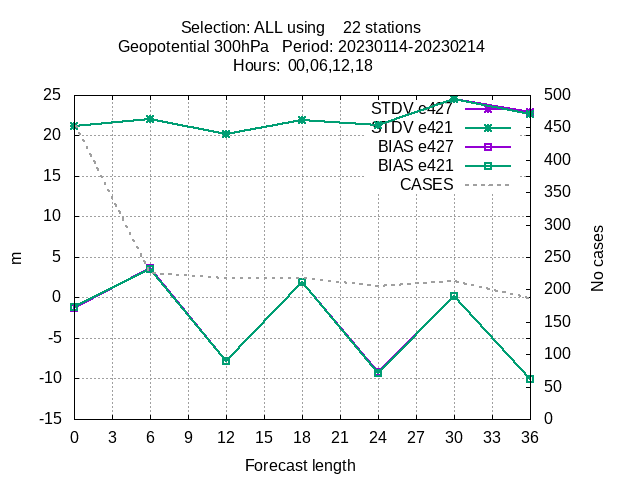 Selection: ALL using    22 stations
Geopotential 300hPa   Period: 20230114-20230214
Hours:  00,06,12,18
25
20
15
10
5
0
-5
-10
-15
m
500
450
400
350
300
250
200
150
100
50
0
No cases
STDV e427
STDV e421
BIAS e427
BIAS e421
CASES
0 3 6 9 12 15 18 21 24 27 30 33 36
Forecast length